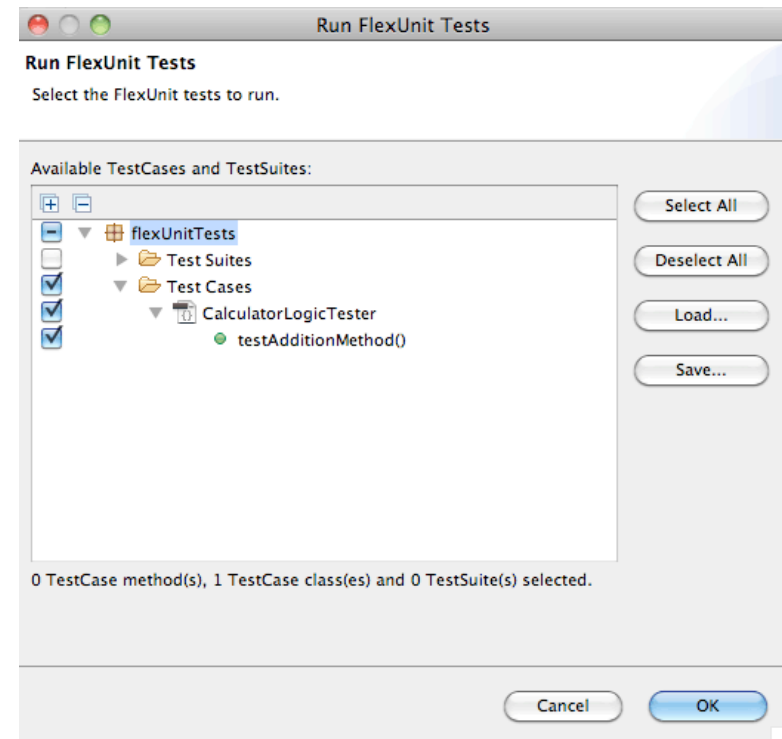 Run FlexUnit Tests
Run FlexUnit Tests
Select the FlexUnit tests to run.
Available TestCases and TestSuites:
flexUnitTests
Test Suites
Test Cases
CalculatorLogicTester
testAdditionMethod()
Select All
Deselect All
Load...
Save...
0 TestCase method(s), 1 TestCase class(es) and 0 TestSuite(s) selected.
Cancel
OK